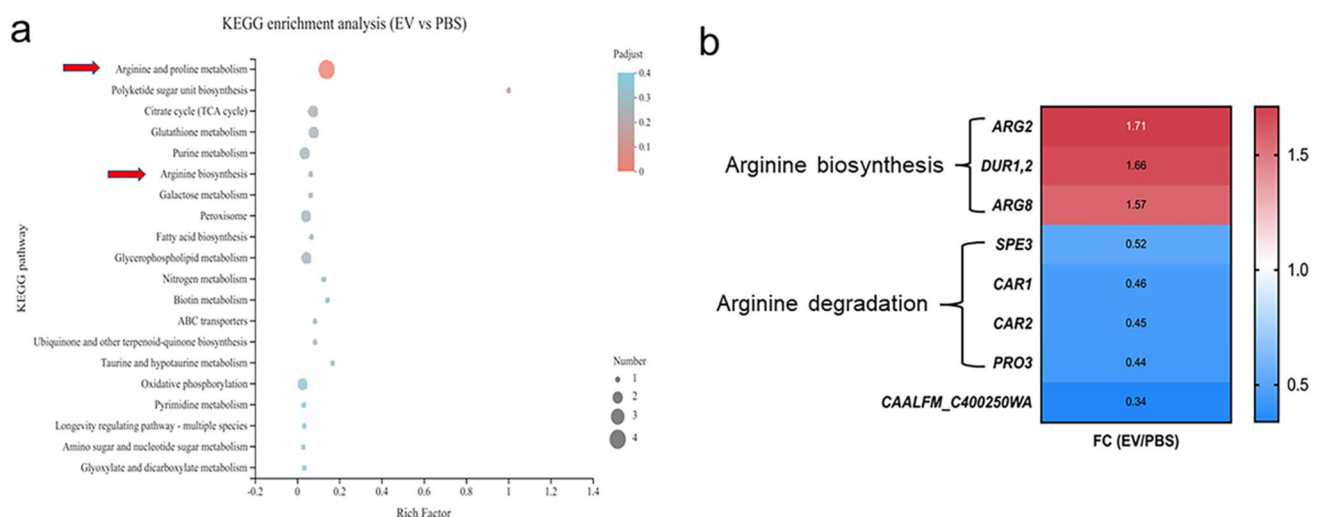 a
KEGG enrichment analysis (EV vs PBS)
KEGG pathway
Arginine and proline metabolism
Polyketide sugar unit biosynthesis
Citrate cycle (TCA cycle)
Glutathione metabolism
Purine metabolism
Arginine biosynthesis
Galactose metabolism
Peroxisome
Fatty acid biosynthesis
Glycerophospholipid metabolism
Nitrogen metabolism
Biotin metabolism
ABC transporters
Ubiquinone and other terpenoid-quinone biosynthesis
Taurine and hypotaurine metabolism
Oxidative phosphorylation
Pyrimidine metabolism
Longevity regulating pathway - multiple species
Amino sugar and nucleotide sugar metabolism
Glyoxylate and dicarboxylate metabolism
-0.2 0 0.2 0.4 0.6 0.8 1 1.2 1.4
Rich Factor
Padjust
0.4
0.3
0.2
0.1
0
Number
1
2
3
4
b
Arginine biosynthesis
ARG2 1.71
DUR1,2 1.66
ARG8 1.57
Arginine degradation
SPE3 0.52
CAR1 0.46
CAR2 0.45
PRO3 0.44
CAALFM_C400250WA 0.34
FC (EV/PBS)
1.5
1.0
0.5